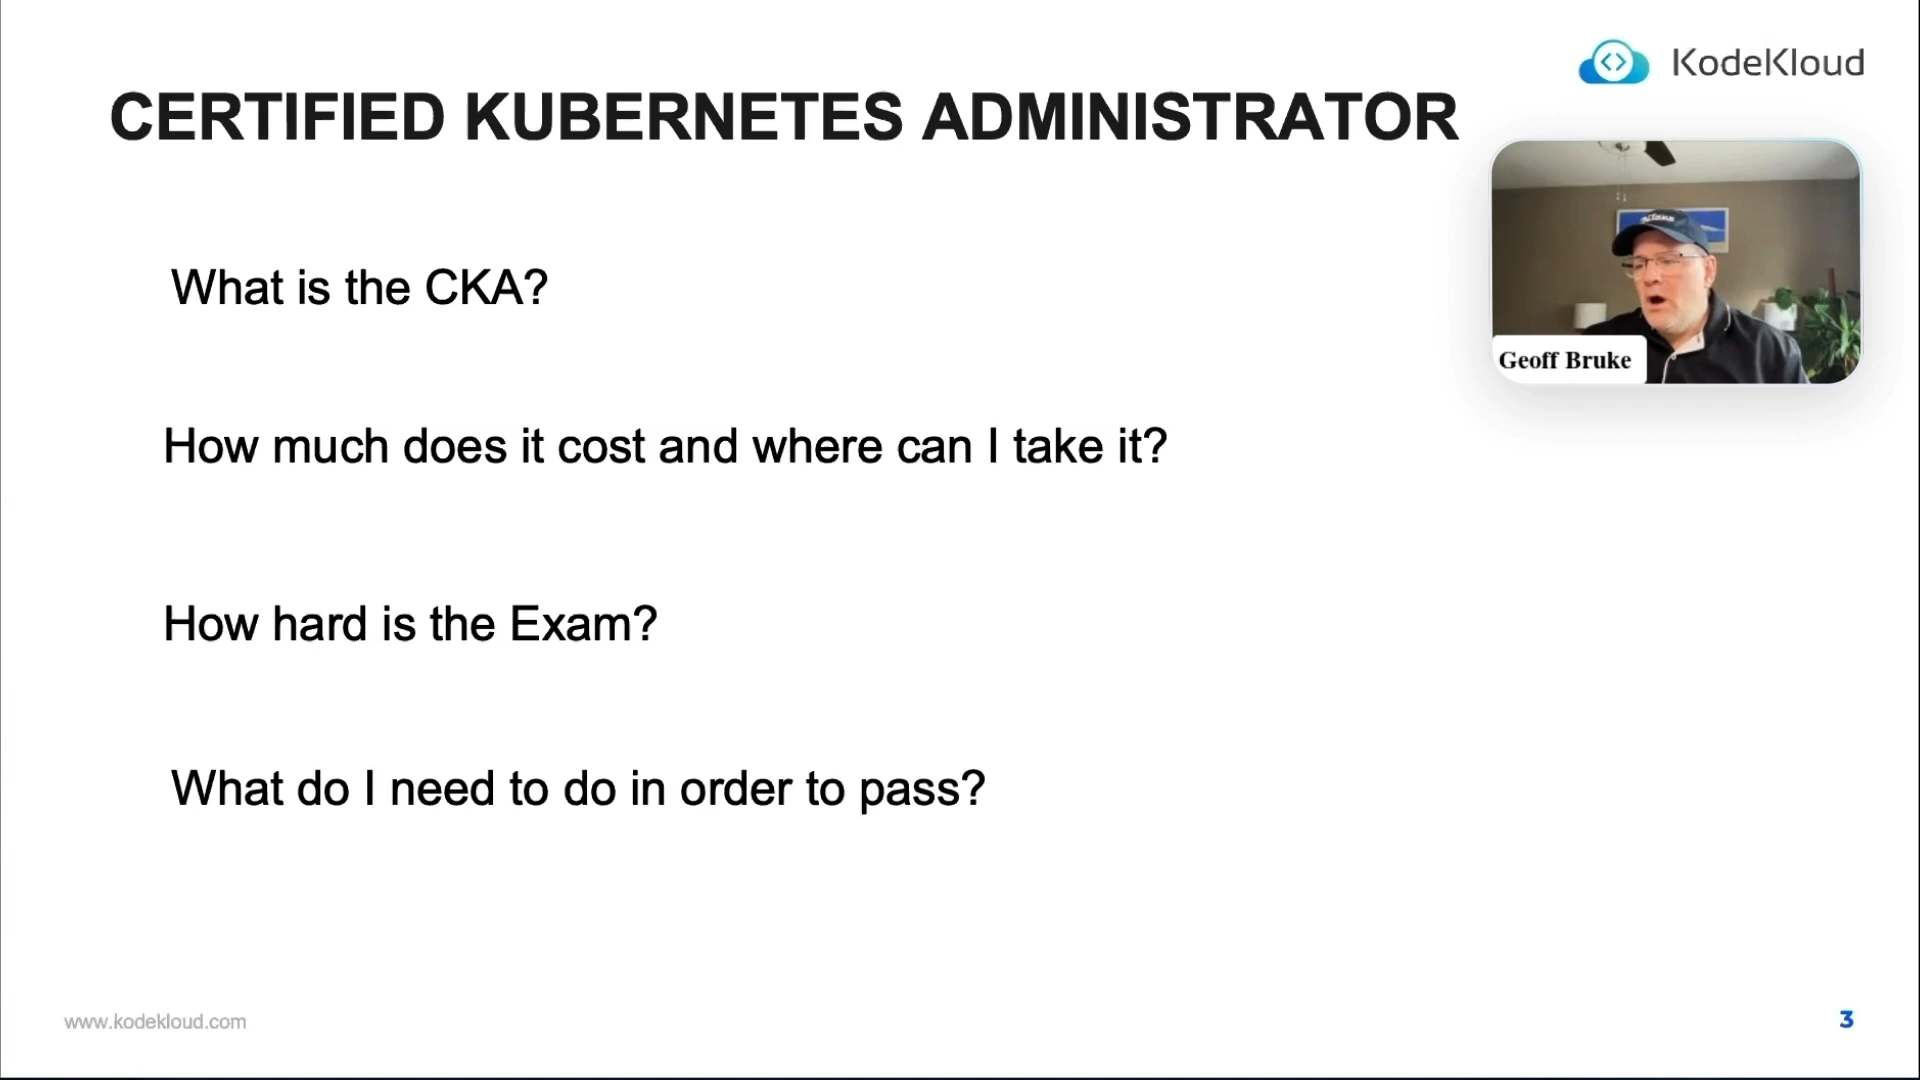 KodeKloud
CERTIFIED KUBERNETES ADMINISTRATOR
What is the CKA?
Geoff Bruke
How much does it cost and where can I take it?
How hard is the Exam?
What do I need to do in order to pass?
www.kodekloud.com
3